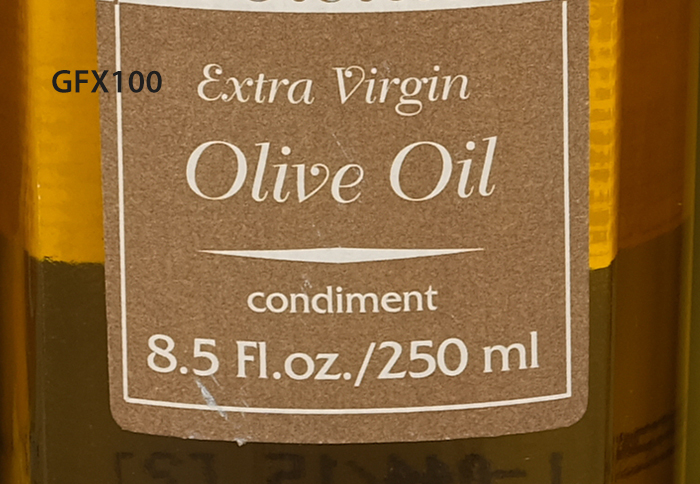 GFX100
Extra Virgin
Olive Oil
condiment
8.5 Fl.oz./250 ml